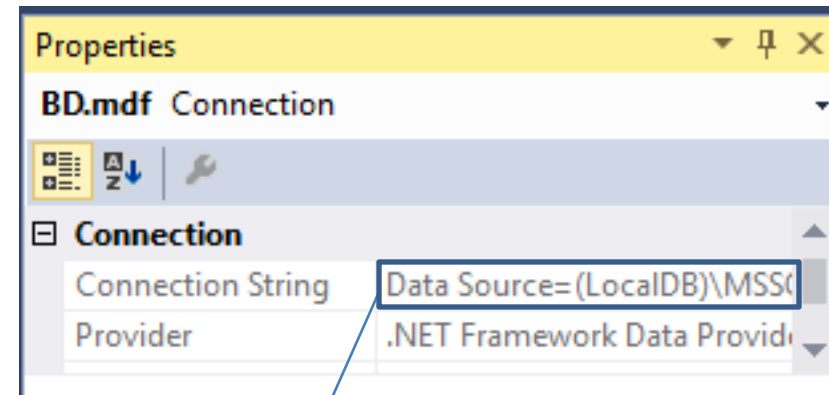 Properties
BD.mdf Connection
Connection
Connection String Data Source=(LocalDB)\MSS
Provider .NET Framework Data Provid